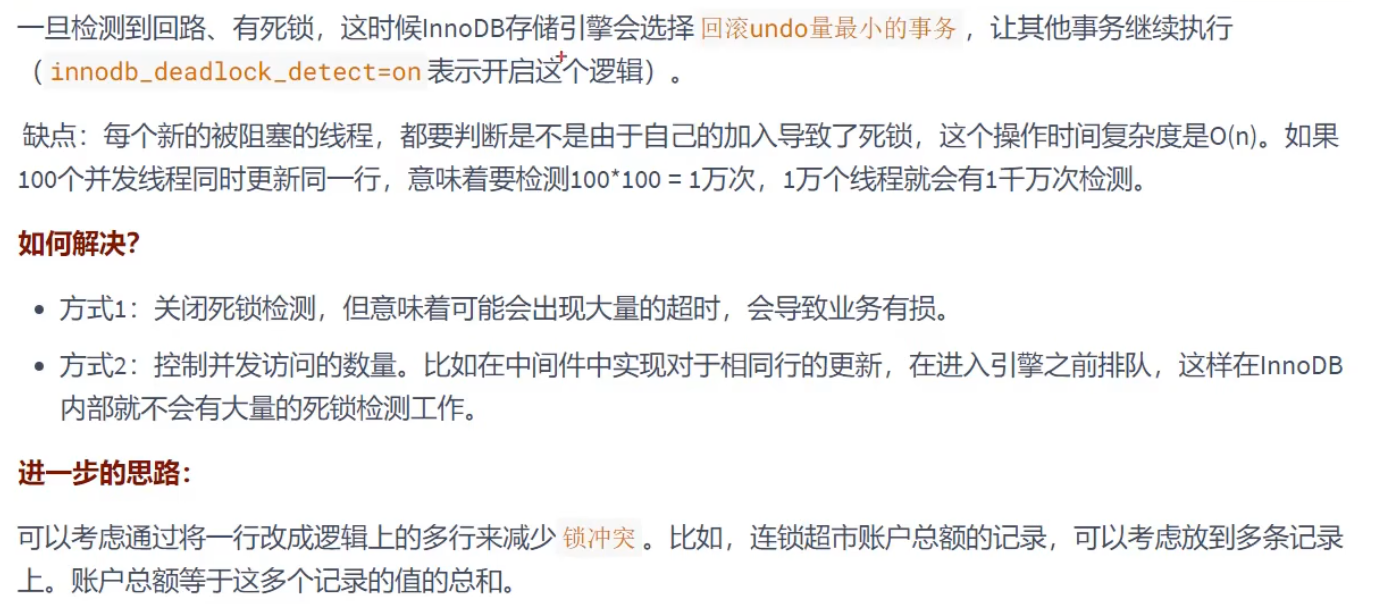 一旦检测到回路、有死锁，这时候InnoDB存储引擎会选择 回滚undo量最小的事务 ，让其他事务继续执行
（innodb_deadlock_detect=on 表示开启这个逻辑）。
缺点：每个新的被阻塞的线程，都要判断是不是由于自己的加入导致了死锁，这个操作时间复杂度是O(n)。如果
100个并发线程同时更新同一行，意味着要检测100*100 = 1万次，1万个线程就会有1千万次检测。
如何解决？
• 方式1：关闭死锁检测，但意味着可能会出现大量的超时，会导致业务有损。
• 方式2：控制并发访问的数量。比如在中间件中实现对于相同行的更新，在进入引擎之前排队，这样在InnoDB
内部就不会有大量的死锁检测工作。
进一步的思路：
可以考虑通过将一行改成逻辑上的多行来减少 锁冲突 。比如，连锁超市账户总额的记录，可以考虑放到多条记录
上。账户总额等于这多个记录的值的总和。